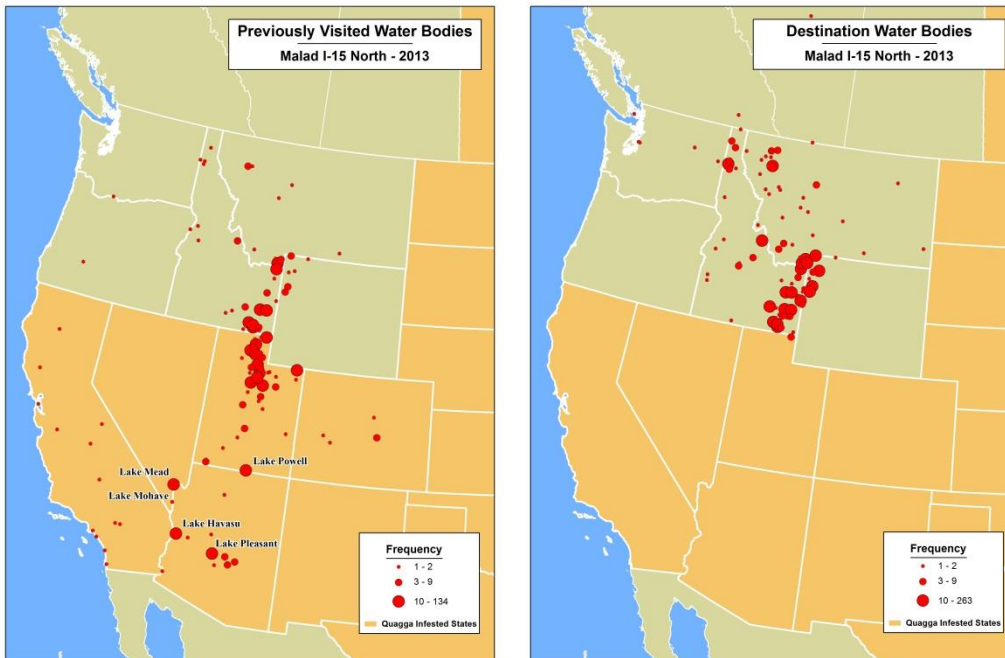 Previously Visited Water Bodies
Malad I-15 North - 2013
Lake Powell
Lake Mead
Lake Mohave
Lake Havasu
Lake Pleasant
Frequency
1 - 2
3 - 9
10 - 134
Quagga Infested States
Destination Water Bodies
Malad I-15 North - 2013
Frequency
1 - 2
3 - 9
10 - 263
Quagga Infested States